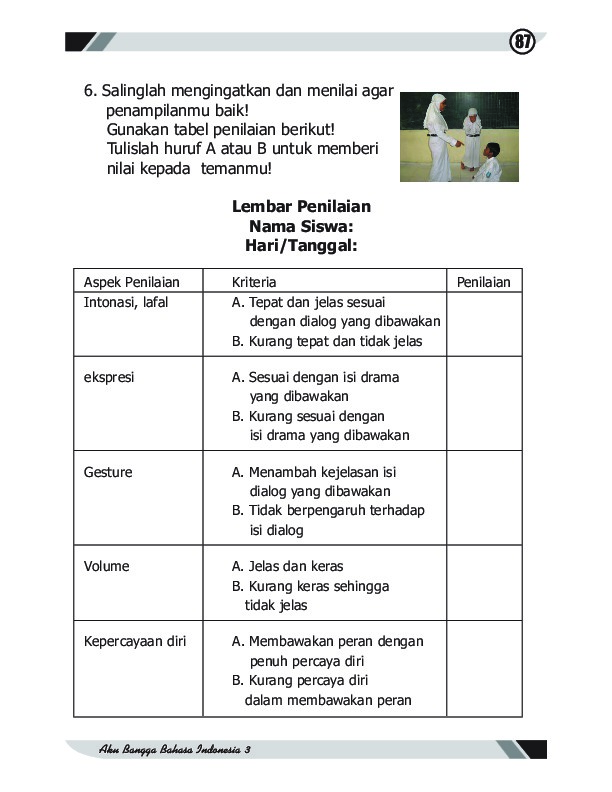 87
6. Salinglah mengingatkan dan menilai agar
penampilanmu baik!
Gunakan tabel penilaian berikut!
Tulislah huruf A atau B untuk memberi
nilai kepada temanmu!
Lembar Penilaian
Nama Siswa:
Hari/Tanggal:
Aspek Penilaian Kriteria Penilaian
Intonasi, lafal A. Tepat dan jelas sesuai
dengan dialog yang dibawakan
B. Kurang tepat dan tidak jelas
ekspresi A. Sesuai dengan isi drama
yang dibawakan
B. Kurang sesuai dengan
isi drama yang dibawakan
Gesture A. Menambah kejelasan isi
dialog yang dibawakan
B. Tidak berpengaruh terhadap
isi dialog
Volume A. Jelas dan keras
B. Kurang keras sehingga
tidak jelas
Kepercayaan diri A. Membawakan peran dengan
penuh percaya diri
B. Kurang percaya diri
dalam membawakan peran
Aku Bangga Bahasa Indonesia 3